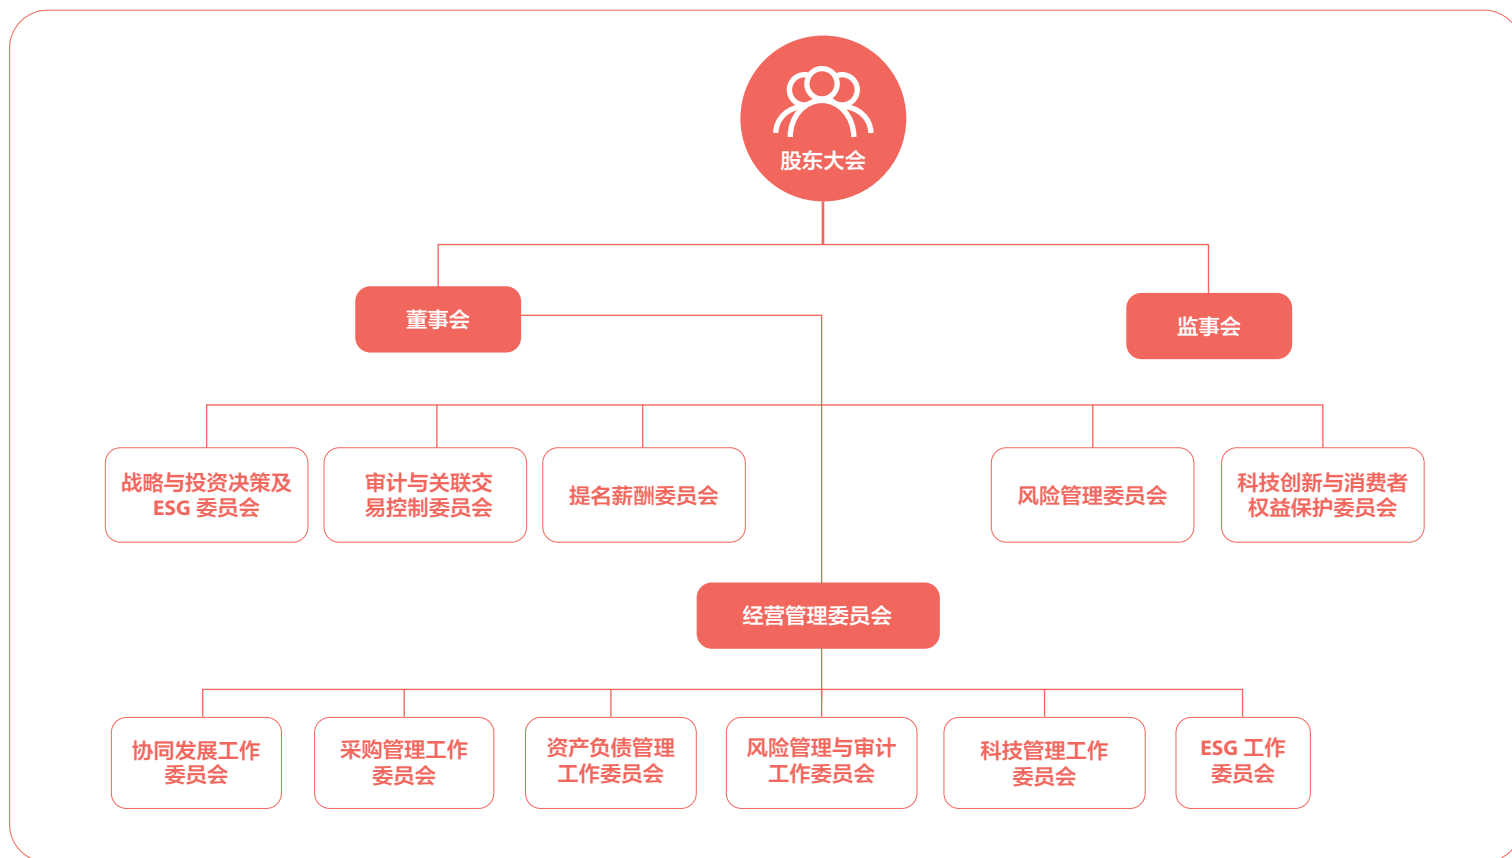 股东大会
董事会
监事会
战略与投资决策及
ESG 委员会
审计与关联交
易控制委员会
提名薪酬委员会
风险管理委员会
科技创新与消费者
权益保护委员会
经营管理委员会
协同发展工作
委员会
采购管理工作
委员会
资产负债管理
工作委员会
风险管理与审计
工作委员会
科技管理工作
委员会
ESG 工作
委员会